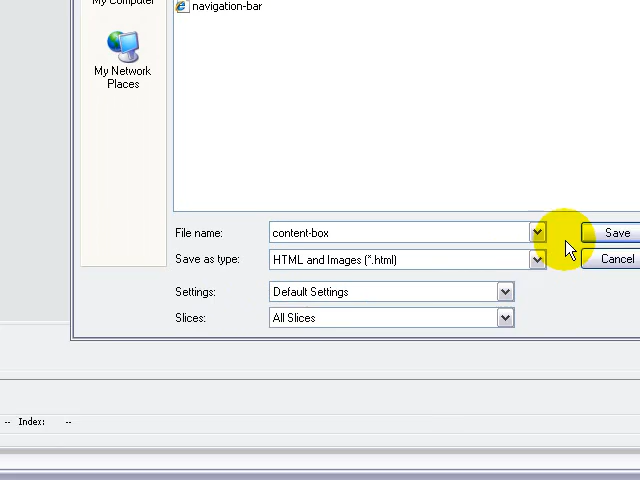 My Computer
navigation-bar
My Network
Places
File name: content-box Save
Save as type: HTML and Images (*.html) Cancel
Settings: Default Settings
Slices: All Slices
-- Index: --